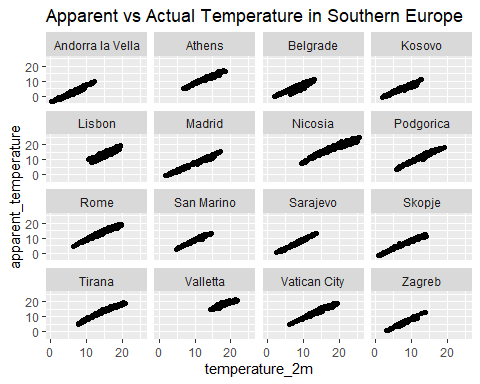 Apparent vs Actual Temperature in Southern Europe
Andorra la Vella Athens Belgrade Kosovo
20
10
0
Lisbon Madrid Nicosia Podgorica
20
10
0
Rome San Marino Sarajevo Skopje
20
10
0
Tirana Valletta Vatican City Zagreb
20
10
0
0 10 20 0 10 20 0 10 20 0 10 20
temperature_2m
apparent_temperature